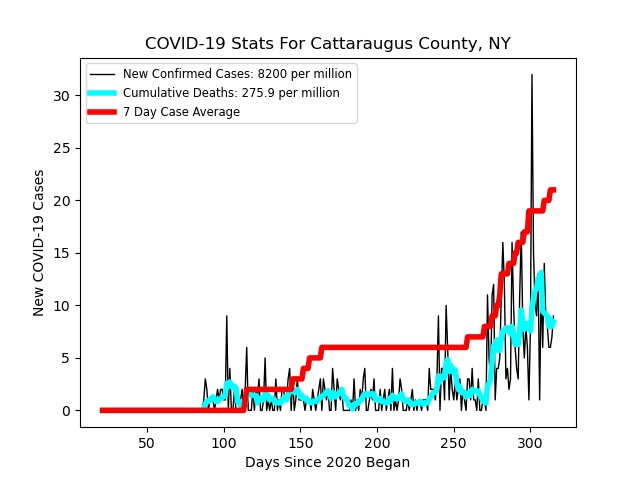 COVID-19 Stats For Cattaraugus County, NY
New Confirmed Cases: 8200 per million
Cumulative Deaths: 275.9 per million
7 Day Case Average
New COVID-19 Cases
30
25
20
15
10
5
0
50 100 150 200 250 300
Days Since 2020 Began